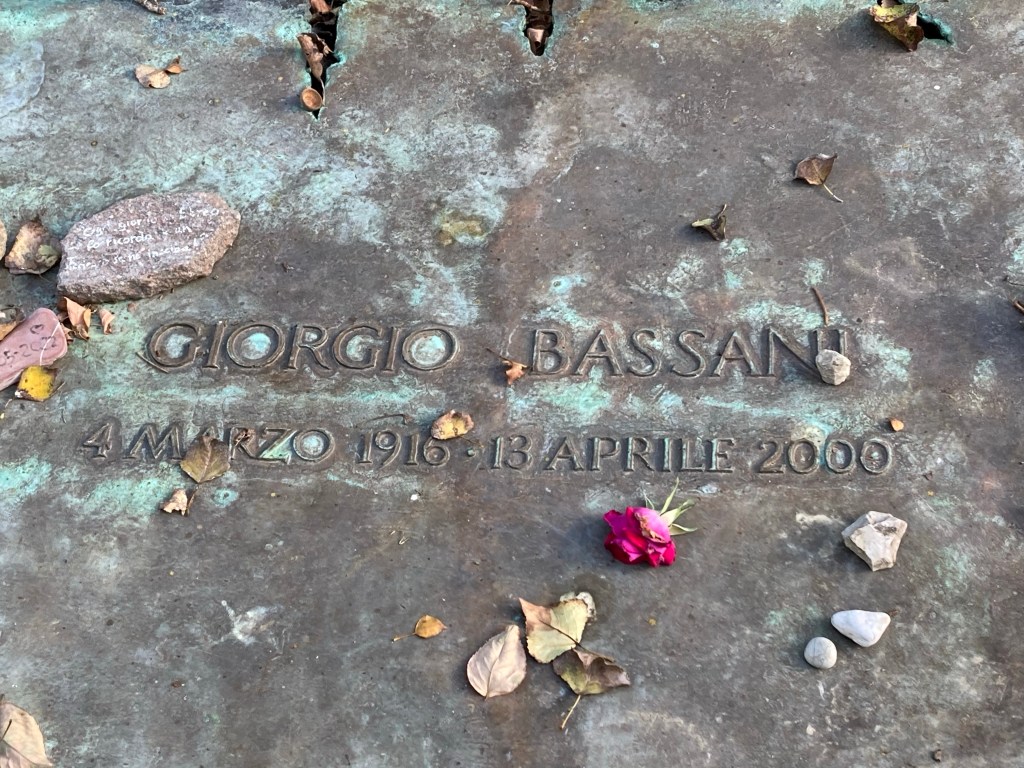 GIORGIO BASSANI
4 MARZO 1916 · 13 APRILE 2000